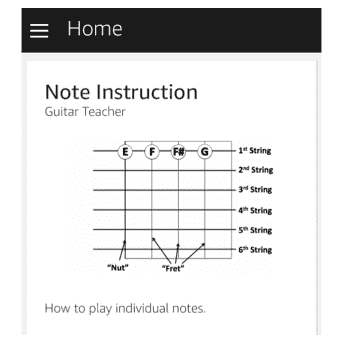 Home
Note Instruction
Guitar Teacher
E F F# G 1st String
2nd String
3rd String
4th String
5th String
6th String
"Nut" "Fret"
How to play individual notes.